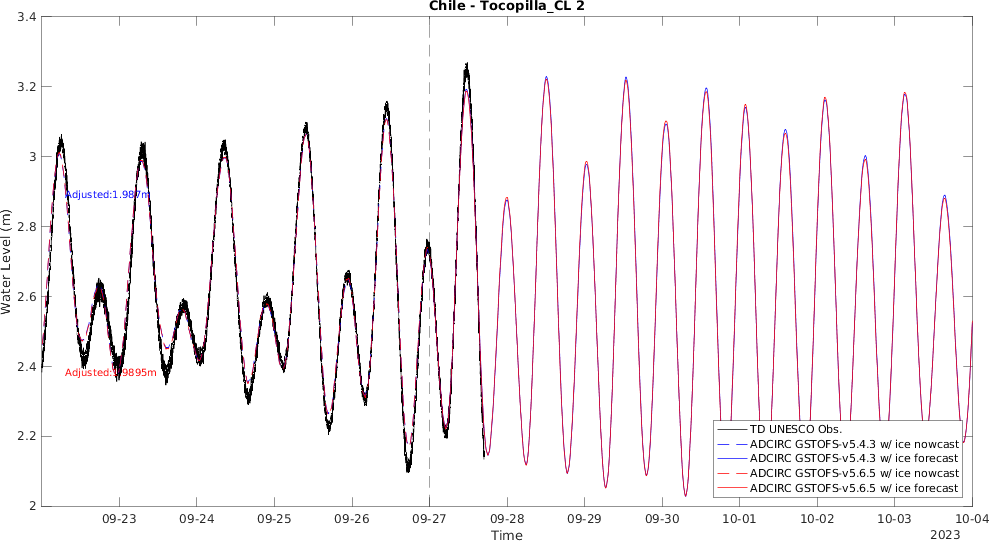 Chile - Tocopilla_CL 2
3.4
3.2
3
2.8
2.6
2.4
2.2
2
Water Level (m)
Adjusted:1.987m
Adjusted:1.9895m
TD UNESCO Obs.
ADCIRC GSTOFS-v5.4.3 w/ ice nowcast
ADCIRC GSTOFS-v5.4.3 w/ ice forecast
ADCIRC GSTOFS-v5.6.5 w/ ice nowcast
ADCIRC GSTOFS-v5.6.5 w/ ice forecast
09-23 09-24 09-25 09-26 09-27 09-28 09-29 09-30 10-01 10-02 10-03 10-04
Time
2023